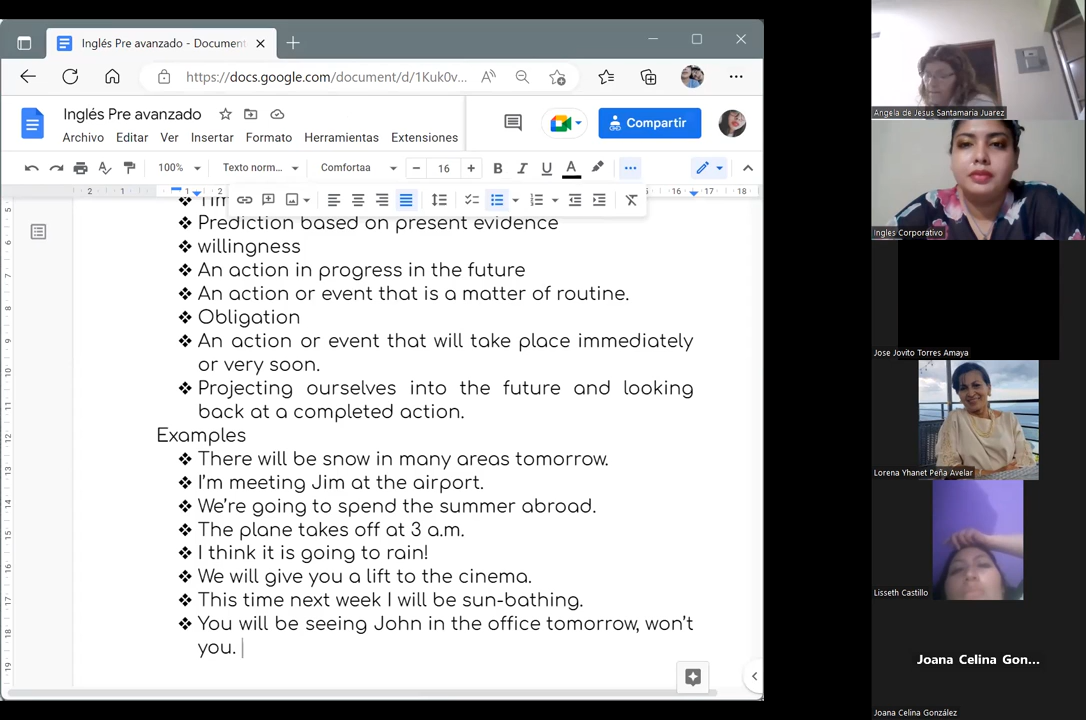 Inglés Pre avanzado - Document
https://docs.google.com/document/d/1Kuk0v...
Inglés Pre avanzado
Archivo Editar Ver Insertar Formato Herramientas Extensiones
Compartir
100% Texto norm... Comfortaa 16
B I U A
2 1 1 2 16 17 18
Prediction based on present evidence
willingness
An action in progress in the future
An action or event that is a matter of routine.
Obligation
An action or event that will take place immediately
or very soon.
Projecting ourselves into the future and looking
back at a completed action.
Examples
There will be snow in many areas tomorrow.
I'm meeting Jim at the airport.
We're going to spend the summer abroad.
The plane takes off at 3 a.m.
I think it is going to rain!
We will give you a lift to the cinema.
This time next week I will be sun-bathing.
You will be seeing John in the office tomorrow, won't
you.
Angela de Jesus Santamaria Juarez
Ingles Corporativo
Jose Jovito Torres Amaya
Lorena Yhanet Peña Avelar
Lisseth Castillo
Joana Celina Gon...
Joana Celina González